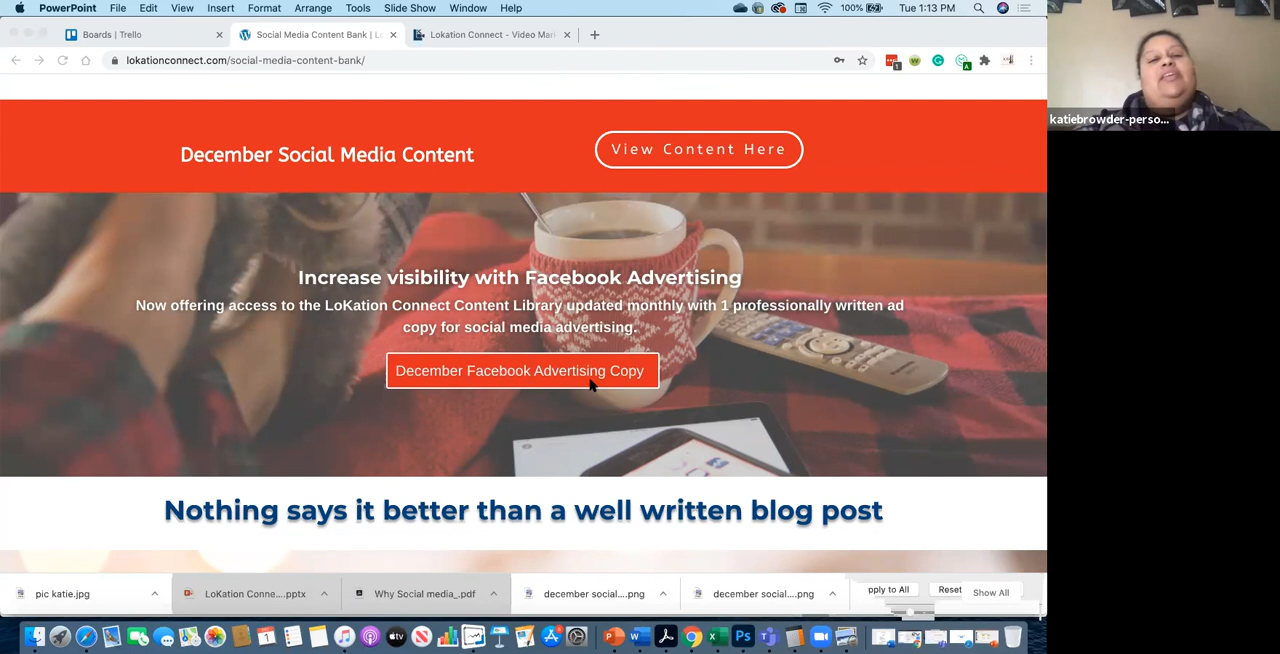 PowerPoint File Edit View Insert Format Arrange Tools Slide Show Window Help 100% Tue 1:13 PM
Boards | Trello Social Media Content Bank | Lokation Connect - Video Mar
lokationconnect.com/social-media-content-bank/
katiebrowder-perso...
December Social Media Content
View Content Here
Increase visibility with Facebook Advertising
Now offering access to the LoKation Connect Content Library updated monthly with 1 professionally written ad
copy for social media advertising.
December Facebook Advertising Copy
Nothing says it better than a well written blog post
pic katie.jpg LoKation Conne....pptx Why Social media_.pdf december social....png december social....png pply to All Reset Show All